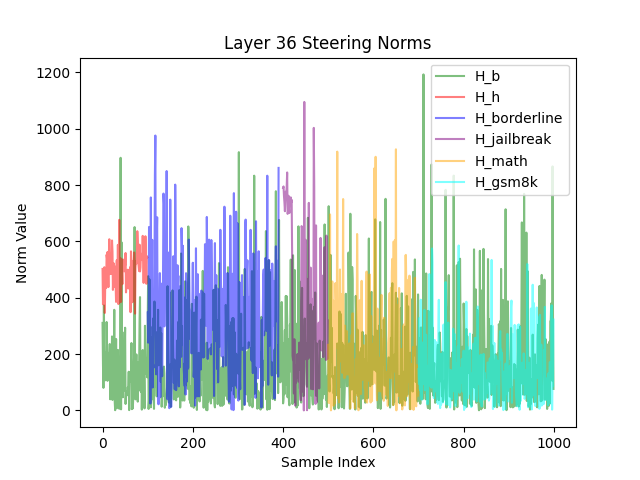 Layer 36 Steering Norms
1200
1000
800
600
400
200
0
Norm Value
0
200
400
600
800
1000
Sample Index
H_b
H_h
H_borderline
H_jailbreak
H_math
H_gsm8k